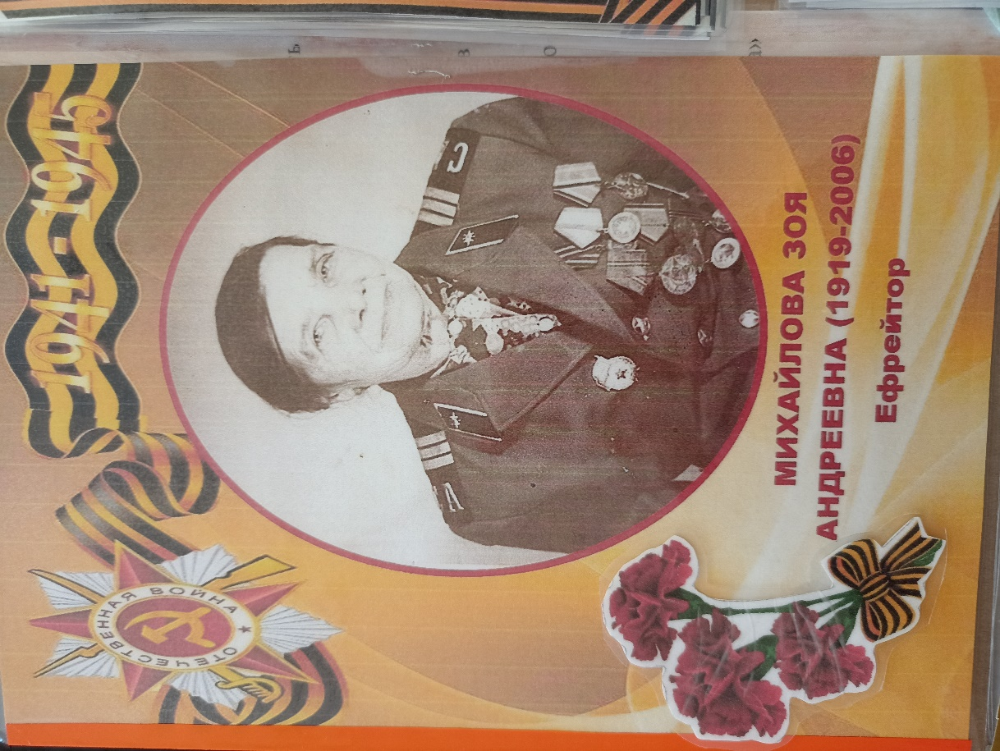 1941-1945
ОТЕЧЕСТВЕННАЯ ВОЙНА
МИХАЙЛОВА ЗОЯ
АНДРЕЕВНА (1919-2006)
Ефрейтор